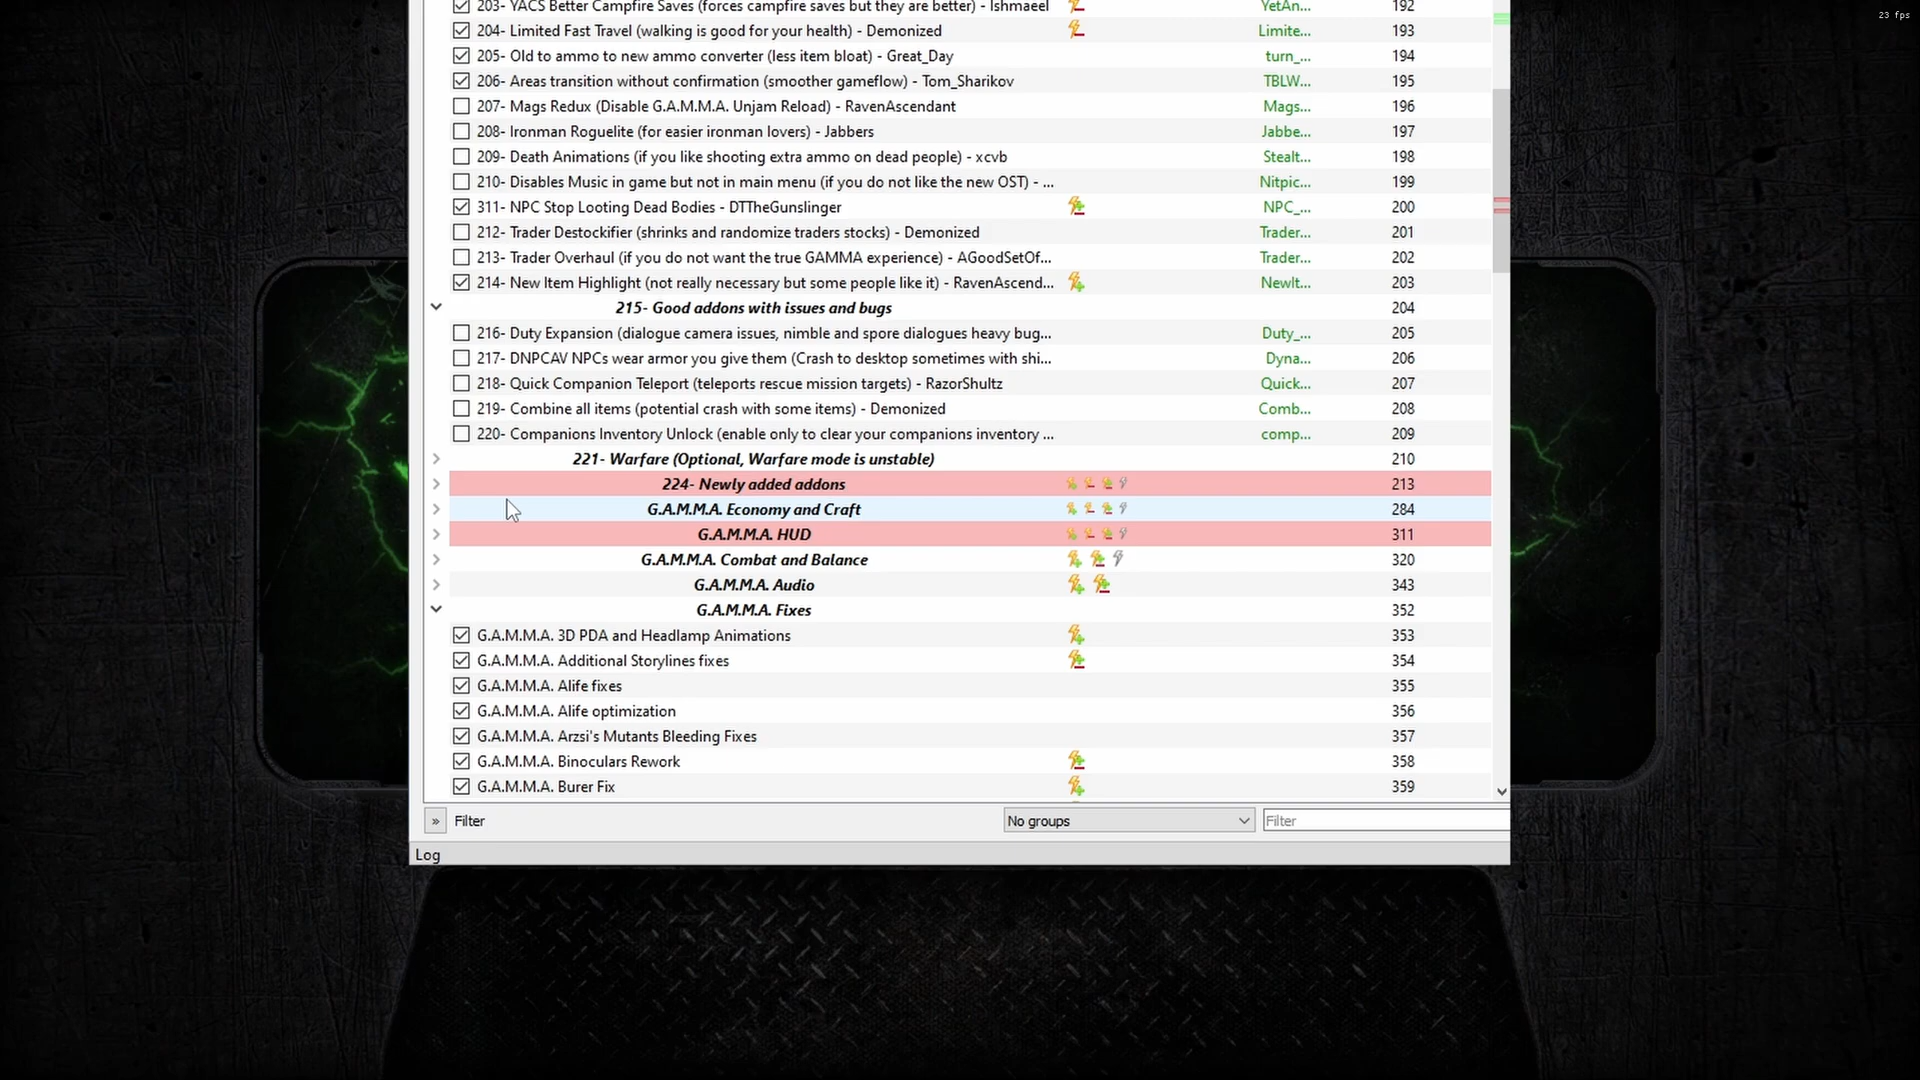 23 fps
203- YACS Better Campfire Saves (forces campfire saves but they are better) - Ishmaeel YetAn... 192
204- Limited Fast Travel (walking is good for your health) - Demonized Limite... 193
205- Old to ammo to new ammo converter (less item bloat) - Great_Day turn_... 194
206- Areas transition without confirmation (smoother gameflow) - Tom_Sharikov TBLW... 195
207- Mags Redux (Disable G.A.M.M.A. Unjam Reload) - RavenAscendant Mags... 196
208- Ironman Roguelite (for easier ironman lovers) - Jabbers Jabbe... 197
209- Death Animations (if you like shooting extra ammo on dead people) - xcvb Stealt... 198
210- Disables Music in game but not in main menu (if you do not like the new OST) - ... Nitpic... 199
311- NPC Stop Looting Dead Bodies - DTTheGunslinger NPC_... 200
212- Trader Destockifier (shrinks and randomize traders stocks) - Demonized Trader... 201
213- Trader Overhaul (if you do not want the true GAMMA experience) - AGoodSetOf... Trader... 202
214- New Item Highlight (not really necessary but some people like it) - RavenAscend... NewIt... 203
215- Good addons with issues and bugs 204
216- Duty Expansion (dialogue camera issues, nimble and spore dialogues heavy bug... Duty_... 205
217- DNPCAV NPCs wear armor you give them (Crash to desktop sometimes with shi... Dyna... 206
218- Quick Companion Teleport (teleports rescue mission targets) - RazorShultz Quick... 207
219- Combine all items (potential crash with some items) - Demonized Comb... 208
220- Companions Inventory Unlock (enable only to clear your companions inventory ... comp... 209
221- Warfare (Optional, Warfare mode is unstable) 210
224- Newly added addons 213
G.A.M.M.A. Economy and Craft 284
G.A.M.M.A. HUD 311
G.A.M.M.A. Combat and Balance 320
G.A.M.M.A. Audio 343
G.A.M.M.A. Fixes 352
G.A.M.M.A. 3D PDA and Headlamp Animations 353
G.A.M.M.A. Additional Storylines fixes 354
G.A.M.M.A. Alife fixes 355
G.A.M.M.A. Alife optimization 356
G.A.M.M.A. Arzsi's Mutants Bleeding Fixes 357
G.A.M.M.A. Binoculars Rework 358
G.A.M.M.A. Burer Fix 359
» Filter No groups Filter
Log